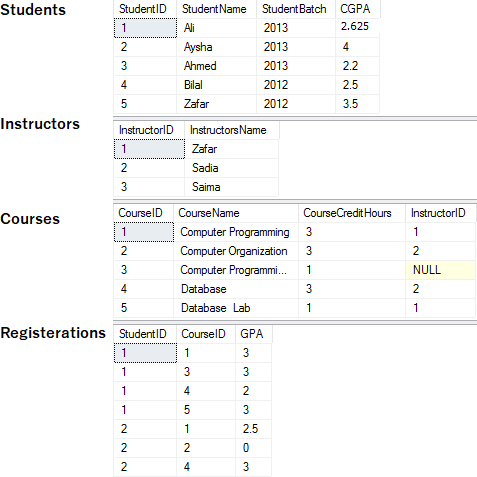 Students
StudentID StudentName StudentBatch CGPA
1 Ali 2013 2.625
2 Aysha 2013 4
3 Ahmed 2013 2.2
4 Bilal 2012 2.5
5 Zafar 2012 3.5
Instructors
InstructorID InstructorsName
1 Zafar
2 Sadia
3 Saima
Courses
CourseID CourseName CourseCreditHours InstructorID
1 Computer Programming 3 1
2 Computer Organization 3 2
3 Computer Programmi... 1 NULL
4 Database 3 2
5 Database Lab 1 1
Registerations
StudentID CourseID GPA
1 1 3
1 3 3
1 4 2
1 5 3
2 1 2.5
2 2 0
2 4 3